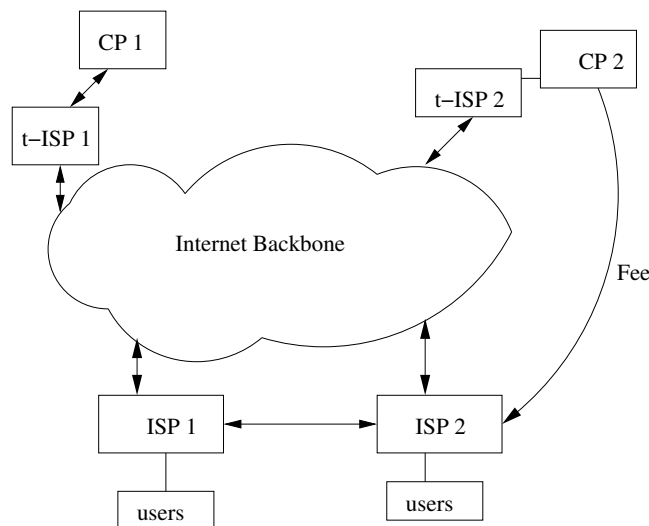 CP 1
CP 2
t−ISP 2
t−ISP 1
Internet Backbone
Fee
ISP 1
ISP 2
users
users